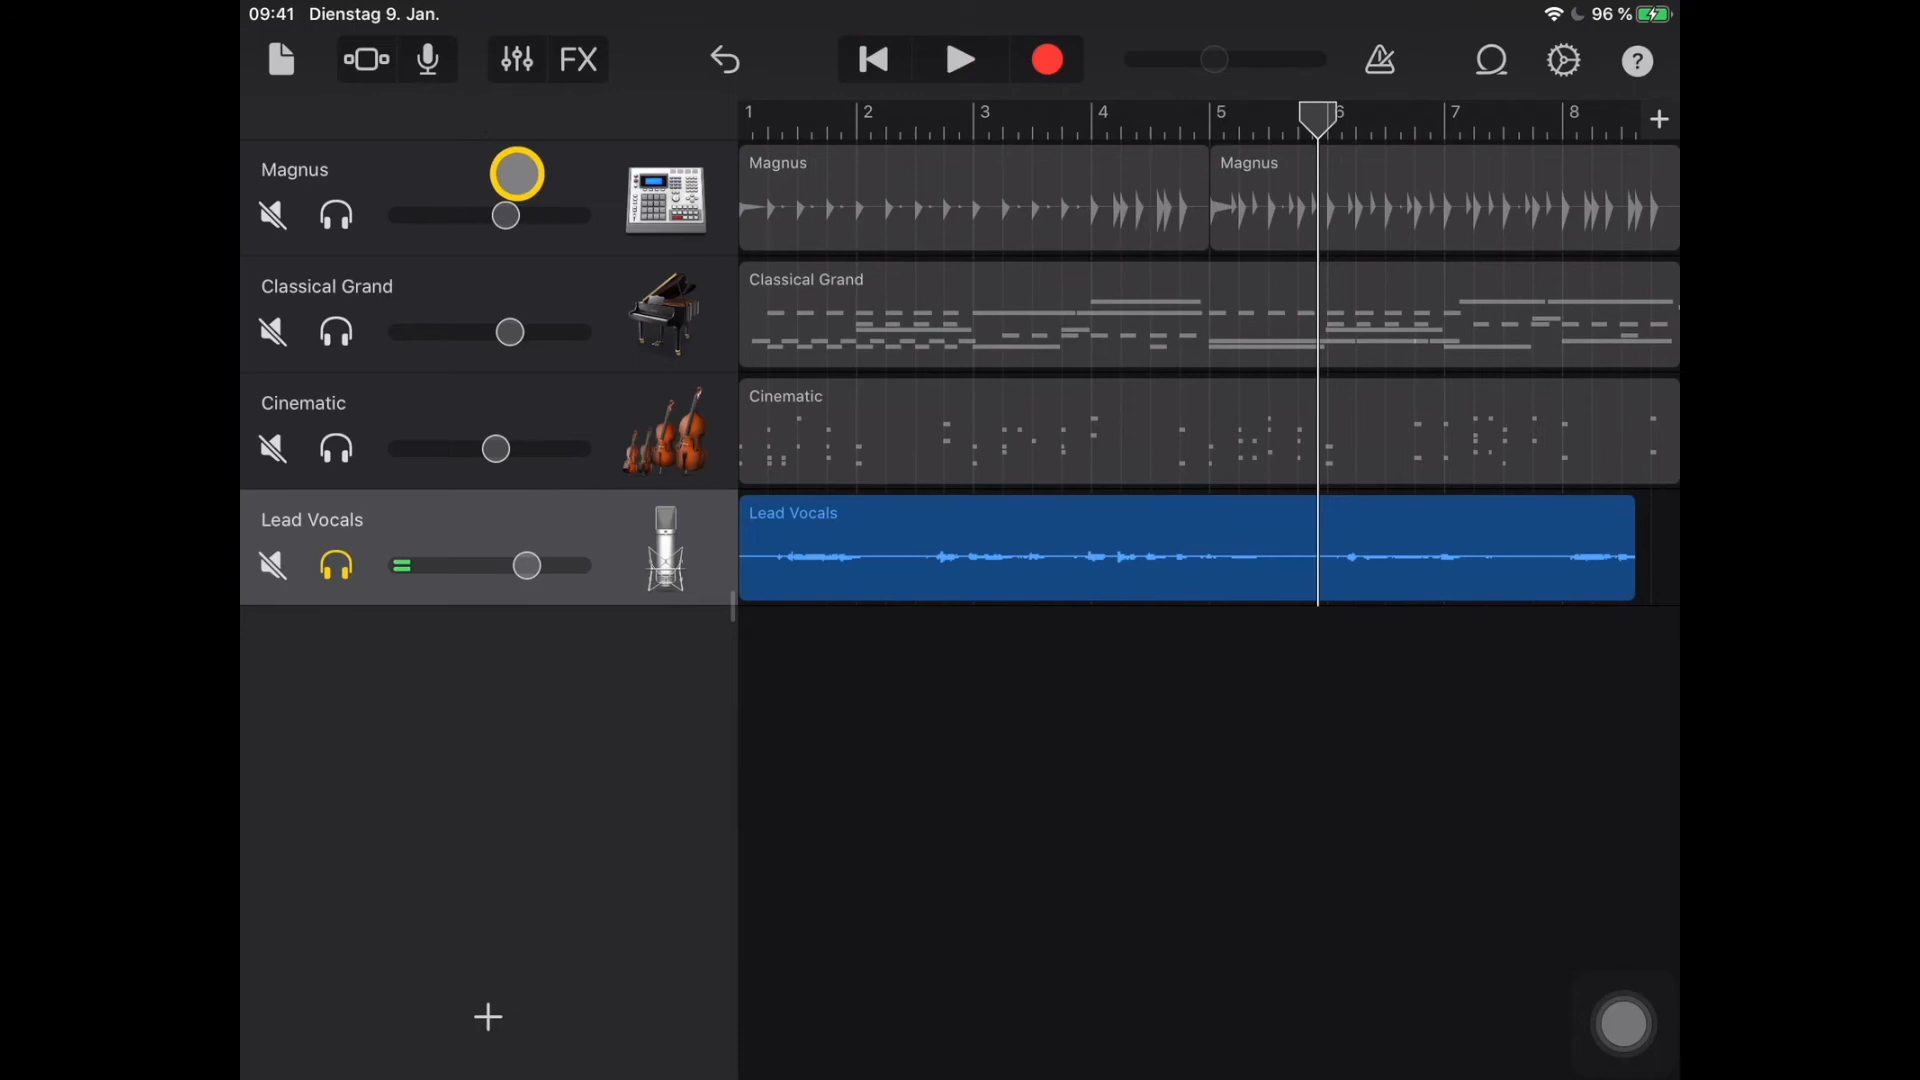 09:41 Dienstag 9. Jan.
96 %
FX
?
1 2 3 4 5 6 7 8
Magnus
Magnus
Magnus
Classical Grand
Classical Grand
Cinematic
Cinematic
Lead Vocals
Lead Vocals